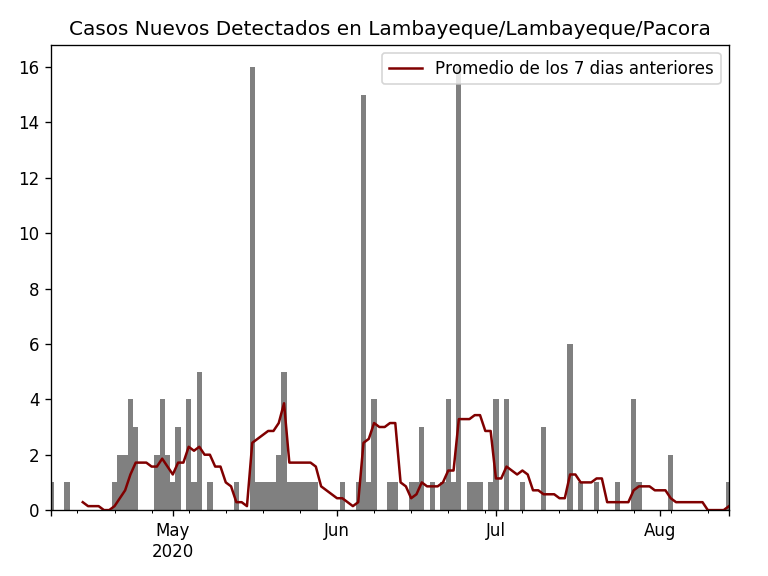 Casos Nuevos Detectados en Lambayeque/Lambayeque/Pacora
Promedio de los 7 dias anteriores
16
14
12
10
8
6
4
2
0
May
2020
Jun
Jul
Aug